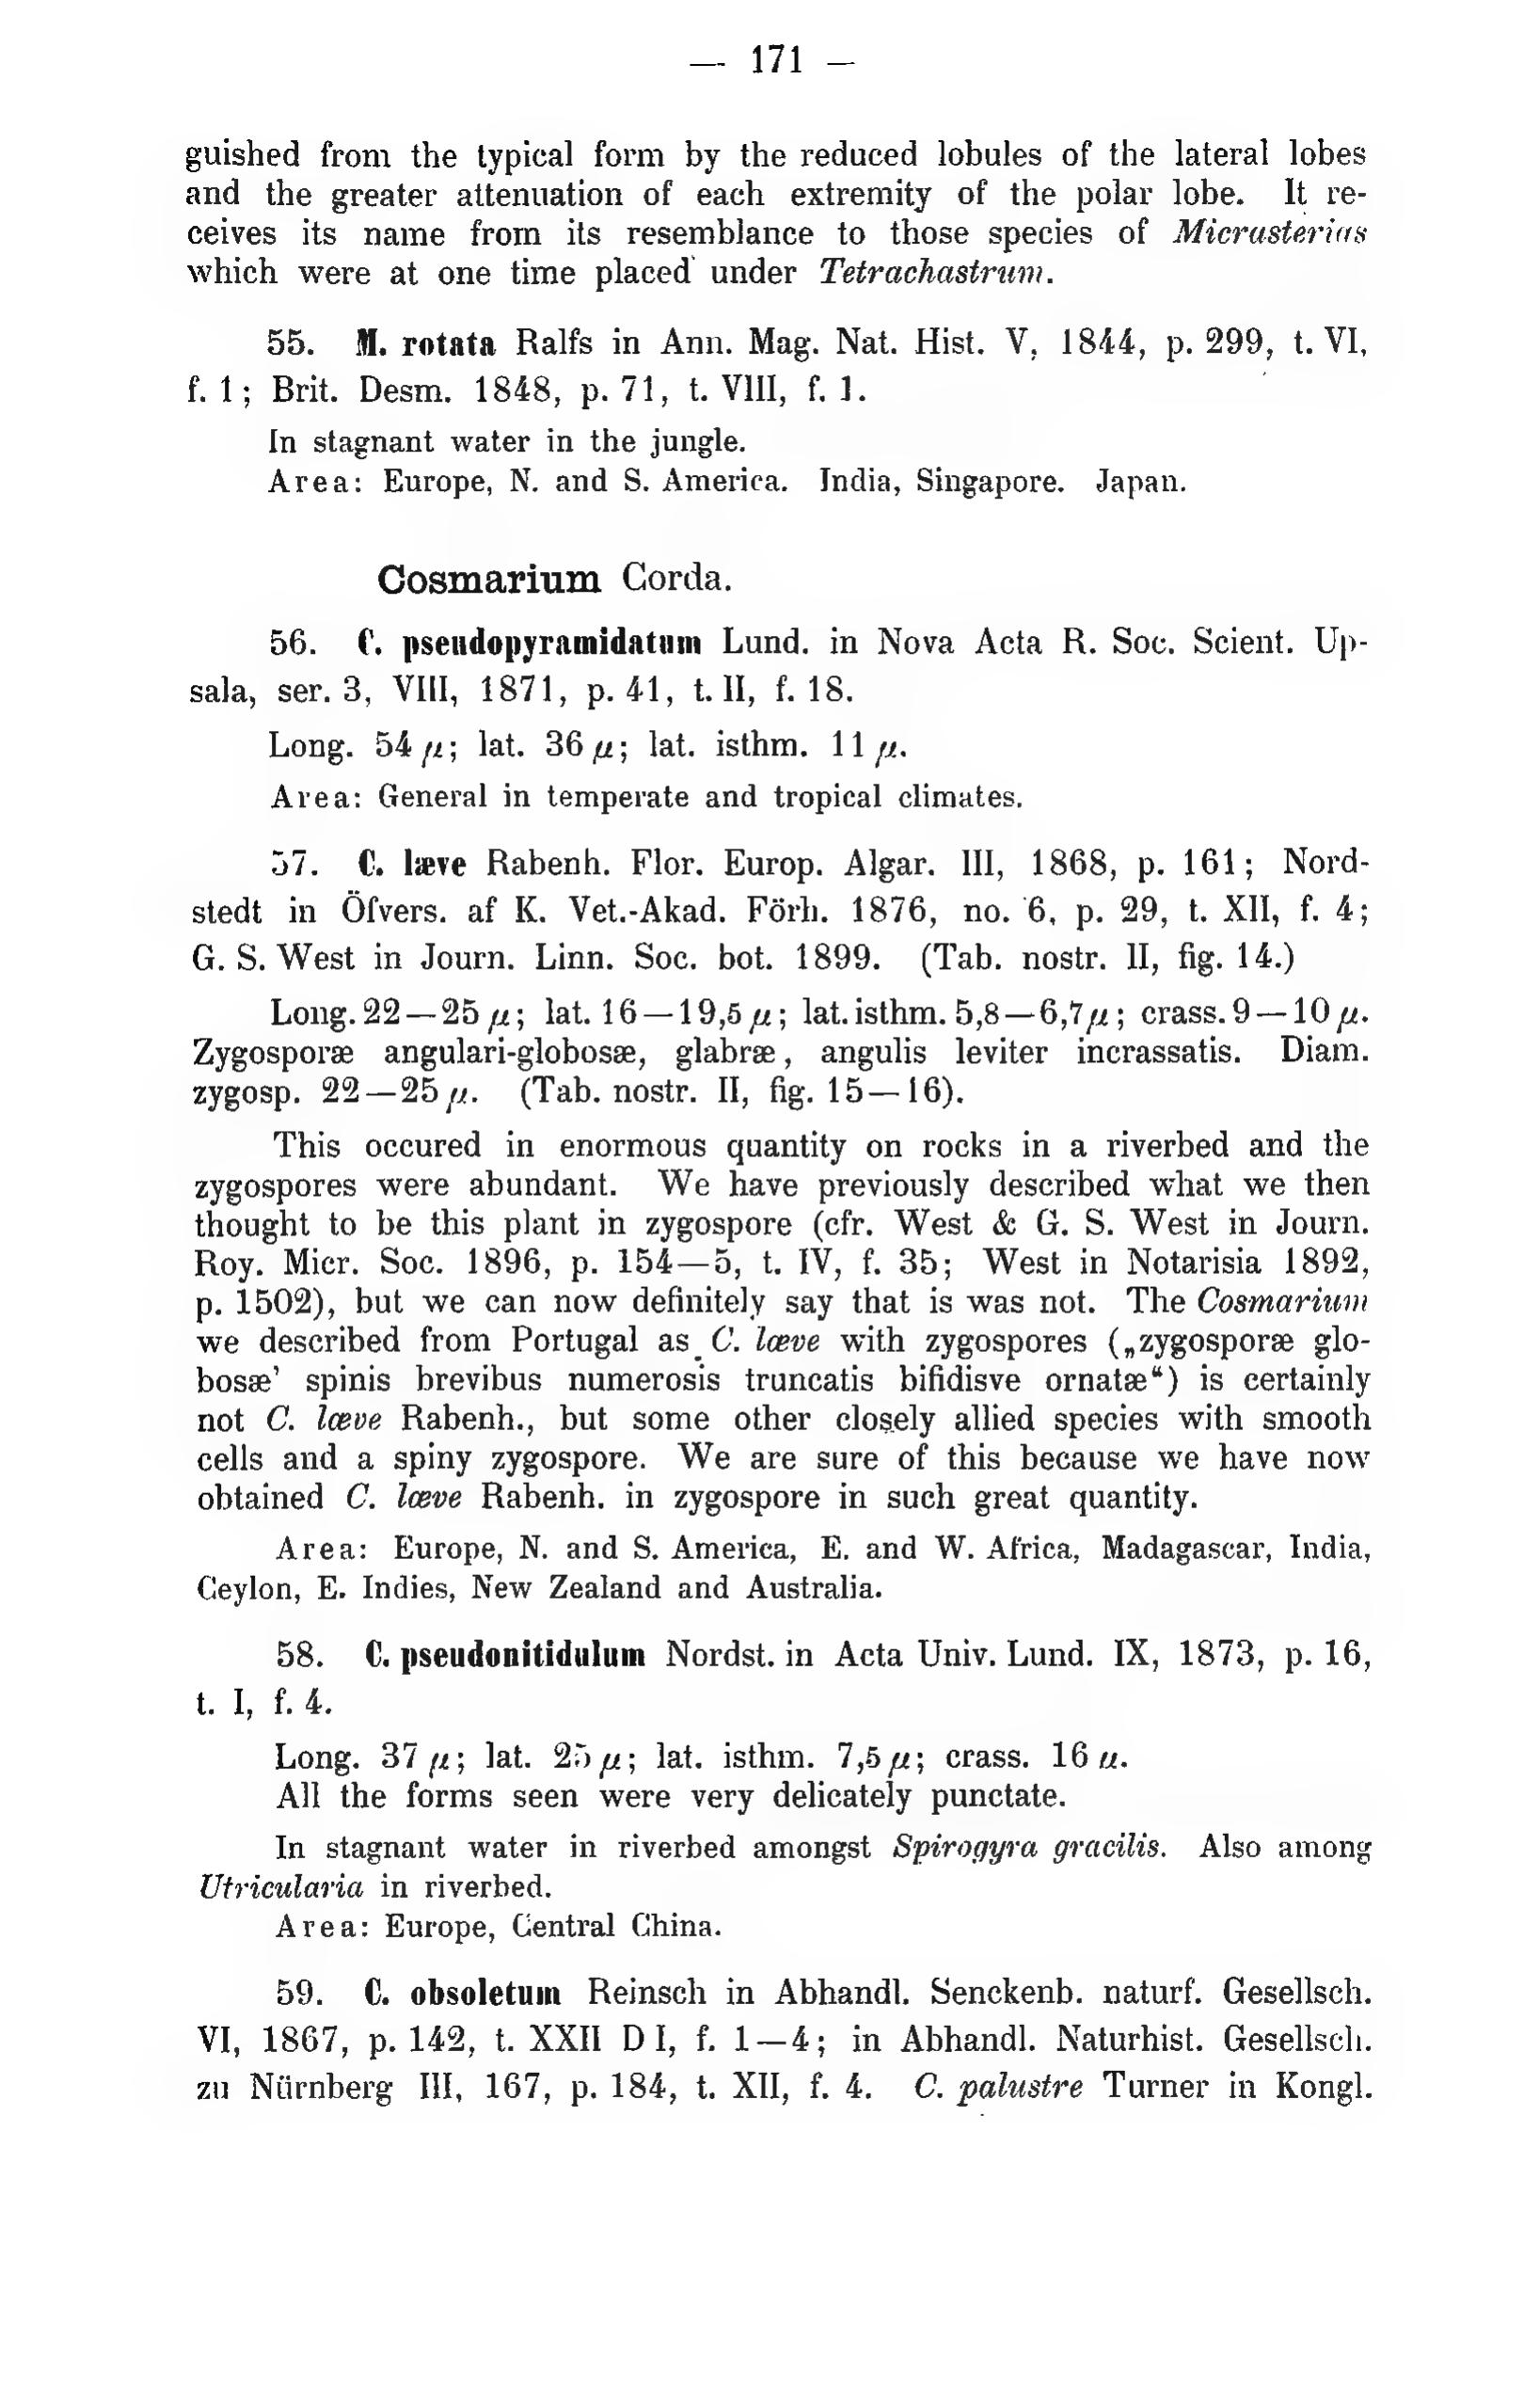 — 171 —
guished from the typical form by the reduced lobules of the lateral lobes
and the greater attenuation of each extremity of the polar lobe. It re-
ceives its name from its resemblance to those species of Micrasterias
which were at one time placed under Tetrachastrum.
55. M. rotata Ralfs in Ann. Mag. Nat. Hist. V, 1844, p. 299, t. VI,
f. 1; Brit. Desm. 1848, p. 71, t. VIII, f. 1.
In stagnant water in the jungle.
Area: Europe, N. and S. America. India, Singapore. Japan.
Cosmarium Corda.
56. C. pseudopyramidatum Lund. in Nova Acta R. Soc. Scient. Up-
sala, ser. 3, VIII, 1871, p. 41, t. II, f. 18.
Long. 54 μ; lat. 36 μ; lat. isthm. 11 μ.
Area: General in temperate and tropical climates.
57. C. læve Rabenh. Flor. Europ. Algar. III, 1868, p. 161; Nord-
stedt in Öfvers. af K. Vet.-Akad. Förh. 1876, no. 6, p. 29, t. XII, f. 4;
G. S. West in Journ. Linn. Soc. bot. 1899. (Tab. nostr. II, fig. 14.)
Long. 22—25 μ; lat. 16—19,5 μ; lat. isthm. 5,8—6,7 μ; crass. 9—10 μ.
Zygosporæ angulari-globosæ, glabræ, angulis leviter incrassatis. Diam.
zygosp. 22—25 μ. (Tab. nostr. II, fig. 15—16).
This occured in enormous quantity on rocks in a riverbed and the
zygospores were abundant. We have previously described what we then
thought to be this plant in zygospore (cfr. West & G. S. West in Journ.
Roy. Micr. Soc. 1896, p. 154—5, t. IV, f. 35; West in Notarisia 1892,
p. 1502), but we can now definitely say that is was not. The Cosmarium
we described from Portugal as C. læve with zygospores („zygosporæ glo-
bosæ’ spinis brevibus numerosis truncatis bifidisve ornatæ“) is certainly
not C. læve Rabenh., but some other closely allied species with smooth
cells and a spiny zygospore. We are sure of this because we have now
obtained C. læve Rabenh. in zygospore in such great quantity.
Area: Europe, N. and S. America, E. and W. Africa, Madagascar, India,
Ceylon, E. Indies, New Zealand and Australia.
58. C. pseudonitidulum Nordst. in Acta Univ. Lund. IX, 1873, p. 16,
t. I, f. 4.
Long. 37 μ; lat. 25 μ; lat. isthm. 7,5 μ; crass. 16 μ.
All the forms seen were very delicately punctate.
In stagnant water in riverbed amongst Spirogyra gracilis. Also among
Utricularia in riverbed.
Area: Europe, Central China.
59. C. obsoletum Reinsch in Abhandl. Senckenb. naturf. Gesellsch.
VI, 1867, p. 142, t. XXII D I, f. 1—4; in Abhandl. Naturhist. Gesellsch.
zu Nürnberg III, 167, p. 184, t. XII, f. 4. C. palustre Turner in Kongl.